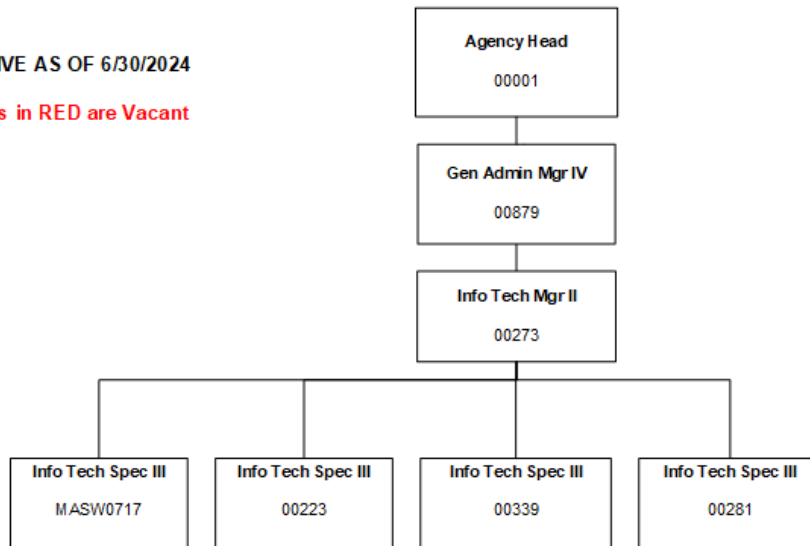 Agency Head
00001
VE AS OF 6/30/2024
s in RED are Vacant
Gen Admin Mgr IV
00879
Info Tech Mgr II
00273
Info Tech Spec III
MASW0717
Info Tech Spec III
00223
Info Tech Spec III
00339
Info Tech Spec III
00281